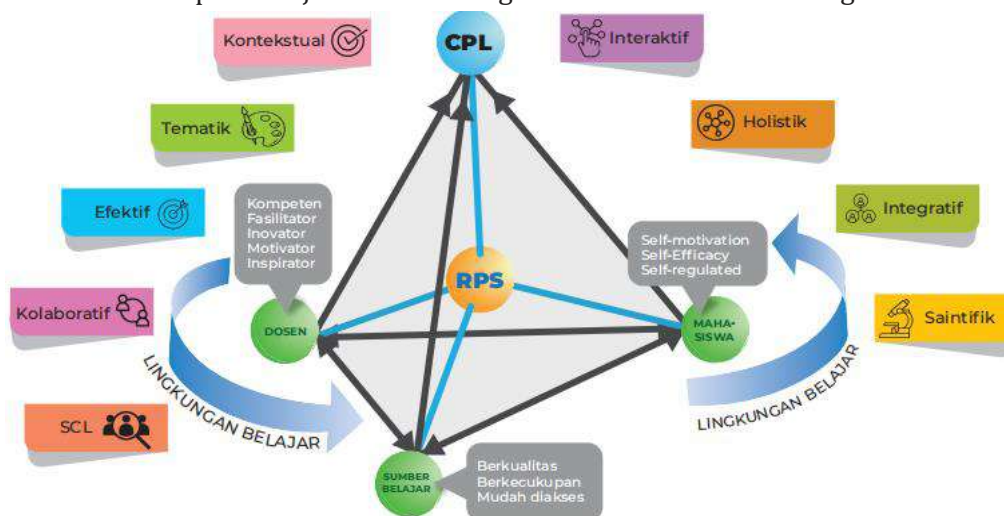 Kontekstual
CPL
Interaktif
Tematik
Holistik
Efektif
Kompeten
Fasilitator
Inovator
Motivator
Inspirator
Self-motivation
Self-Efficacy
Self-regulated
Integratif
RPS
Kolaboratif
DOSEN
MAHA-
SISWA
Saintifik
LINGKUNGAN BELAJAR
LINGKUNGAN BELAJAR
SCL
SUMBER
BELAJAR
Berkualitas
Berkecukupan
Mudah diakses